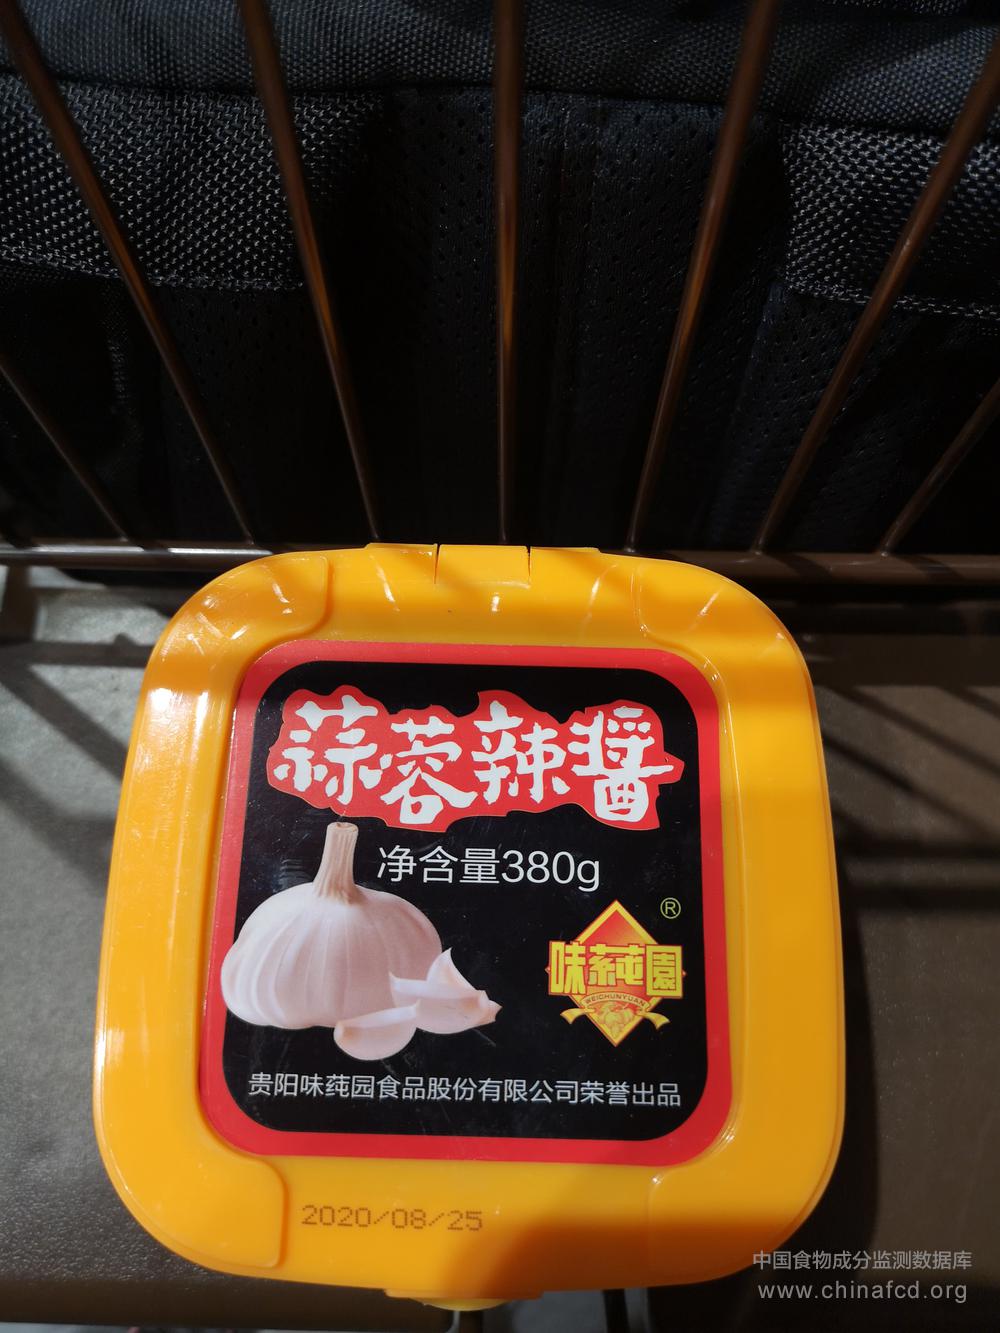 蒜蓉辣醬
净含量380g
®
味莼園
WEICHUNYUAN
贵阳味莼园食品股份有限公司荣誉出品
2020/08/25
中国食物成分监测数据库
www.chinafcd.org